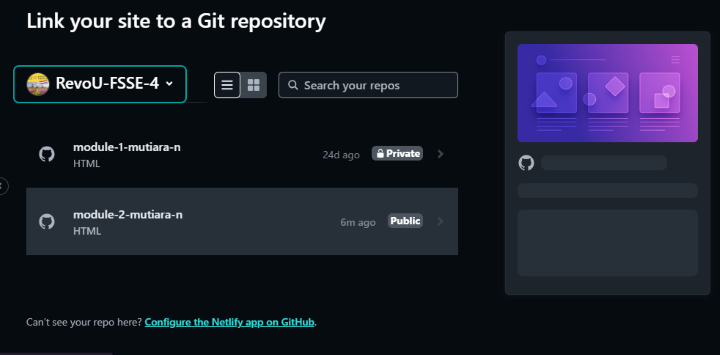 Link your site to a Git repository
RevoU-FSSE-4
Search your repos
module-1-mutiara-n
HTML
24d ago
Private
module-2-mutiara-n
HTML
6m ago
Public
Can't see your repo here? Configure the Netlify app on GitHub.